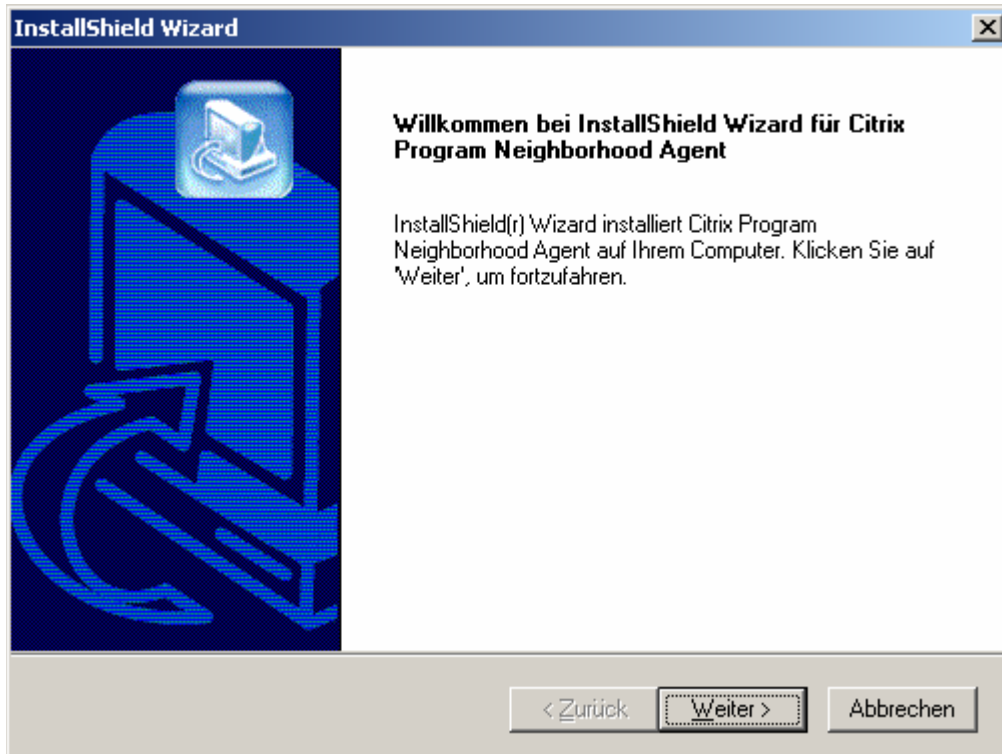 InstallShield Wizard
Willkommen bei InstallShield Wizard für Citrix
Program Neighborhood Agent
InstallShield(r) Wizard installiert Citrix Program
Neighborhood Agent auf Ihrem Computer. Klicken Sie auf
'Weiter', um fortzufahren.
< Zurück
Weiter >
Abbrechen